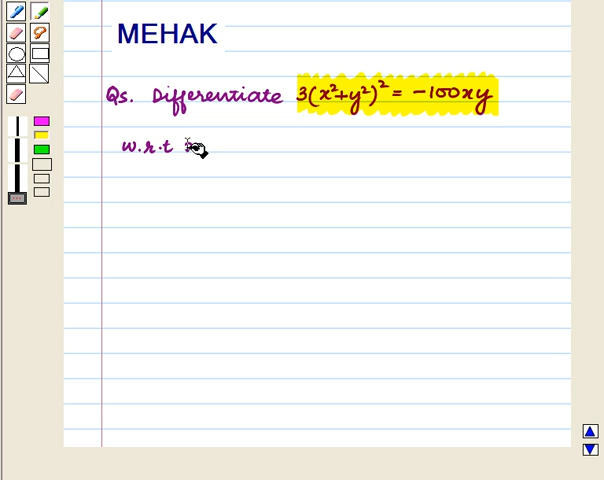 MEHAK
Qs. Differentiate 3(x²+y²)² = -100xy
w.r.t